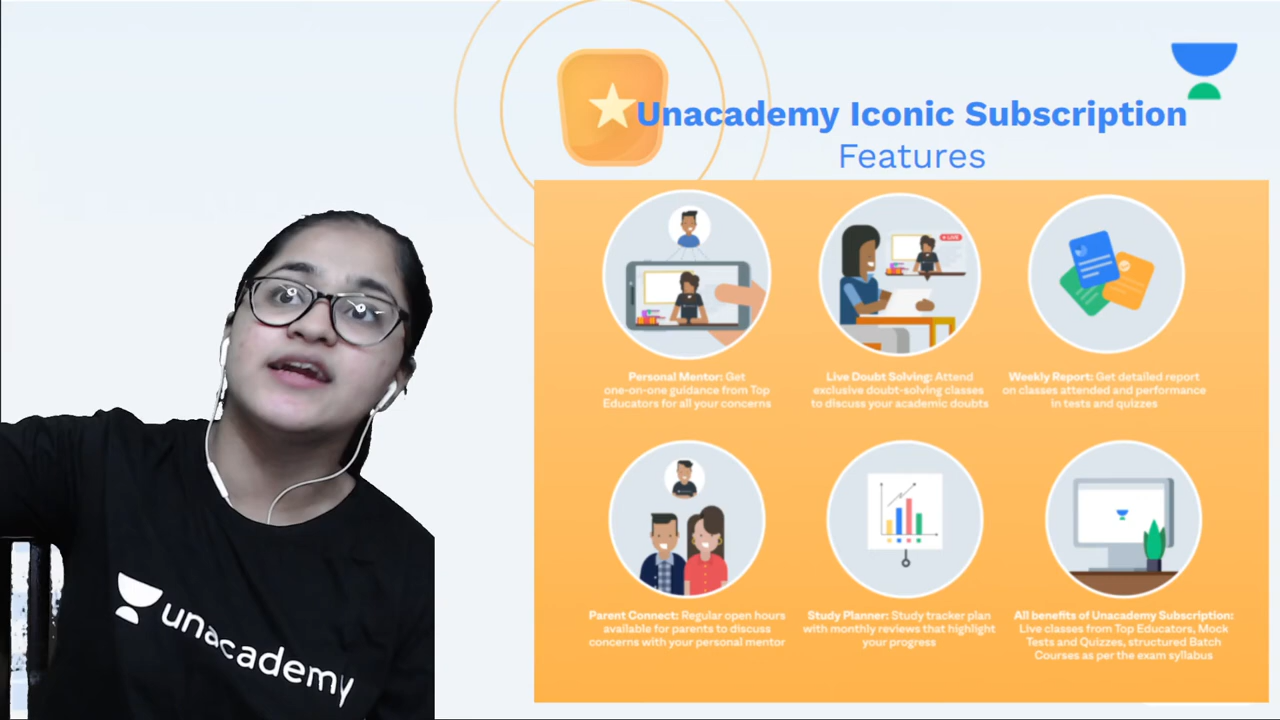 Unacademy Iconic Subscription
Features
LIVE
Personal Mentor: Get
one-on-one guidance from Top
Educators for all your concerns
Live Doubt Solving: Attend
exclusive doubt-solving classes
to discuss your academic doubts
Weekly Report: Get detailed report
on classes attended and performance
in tests and quizzes
Parent Connect: Regular open hours
available for parents to discuss
concerns with your personal mentor
Study Planner: Study tracker plan
with monthly reviews that highlight
your progress
All benefits of Unacademy Subscription:
Live classes from Top Educators, Mock
Tests and Quizzes, structured Batch
Courses as per the exam syllabus
unacademy